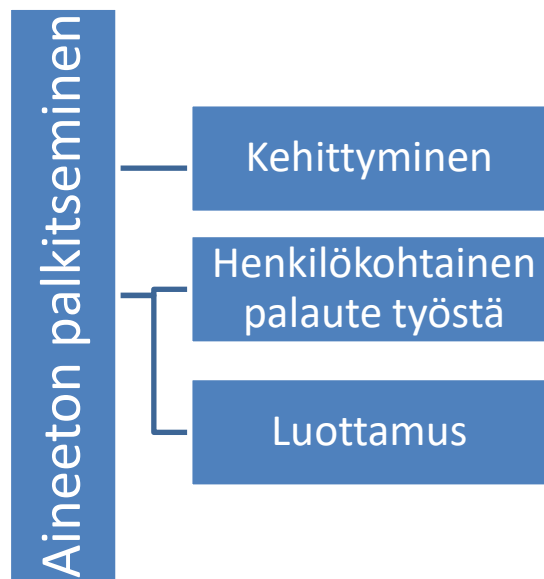 Aineeton palkitseminen
Kehittyminen
Henkilökohtainen
palaute työstä
Luottamus